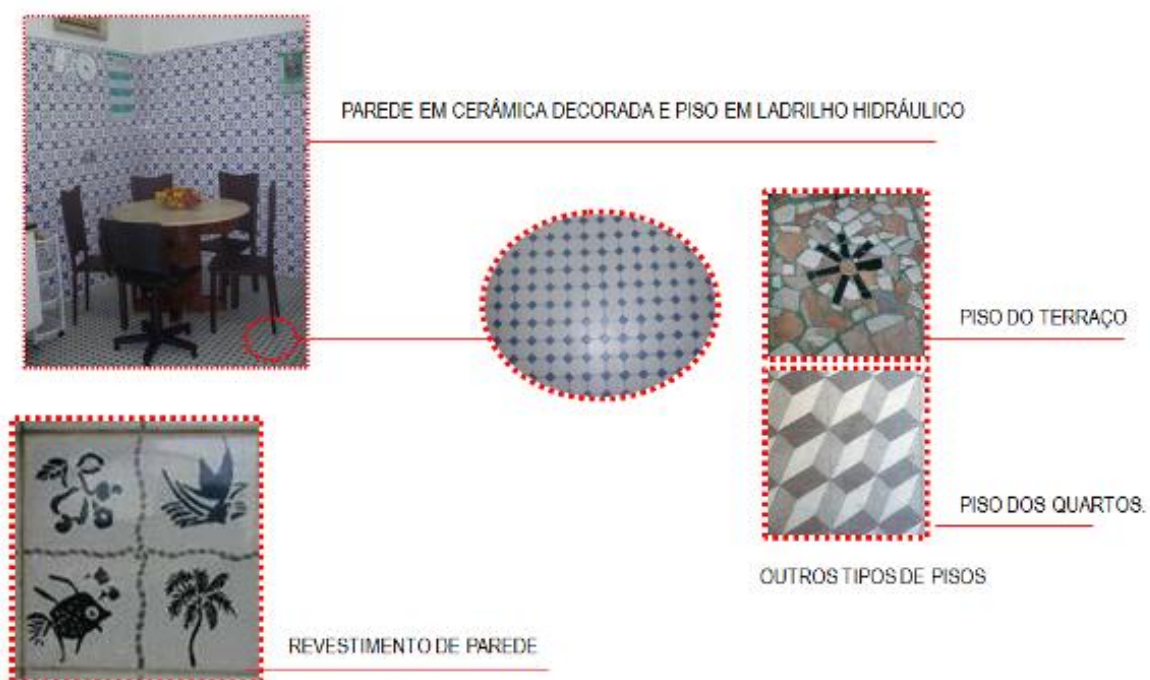 PAREDE EM CERÂMICA DECORADA E PISO EM LADRILHO HIDRÁULICO
PISO DO TERRAÇO
PISO DOS QUARTOS.
OUTROS TIPOS DE PISOS
REVESTIMENTO DE PAREDE